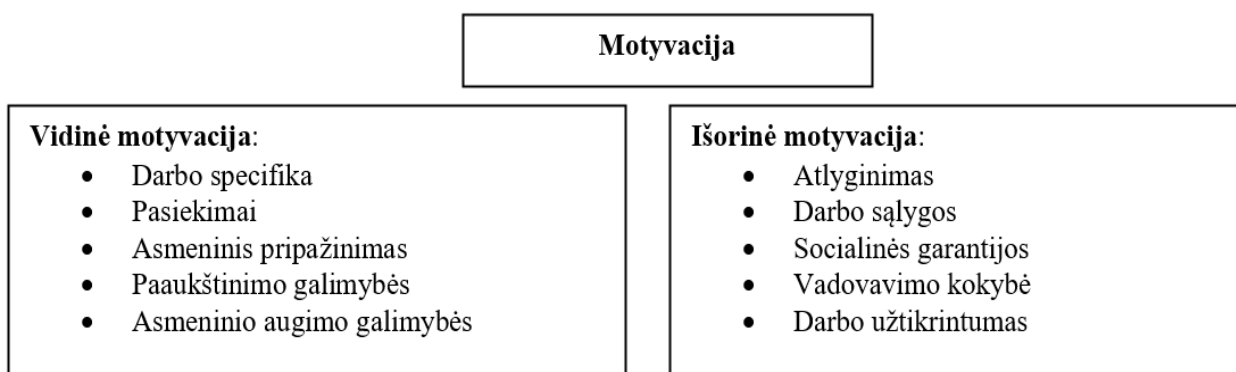 Motyvacija
Vidinė motyvacija:
• Darbo specifika
• Pasiekimai
• Asmeninis pripažinimas
• Paaukštinimo galimybės
• Asmeninio augimo galimybės
Išorinė motyvacija:
• Atlyginimas
• Darbo sąlygos
• Socialinės garantijos
• Vadovavimo kokybė
• Darbo užtikrintumas